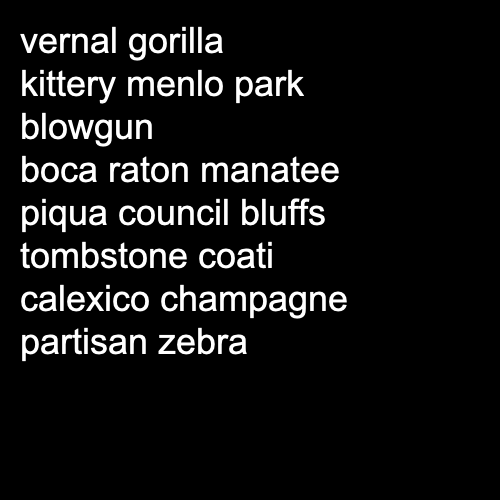 vernal gorilla
kittery menlo park
blowgun
boca raton manatee
piqua council bluffs
tombstone coati
calexico champagne
partisan zebra